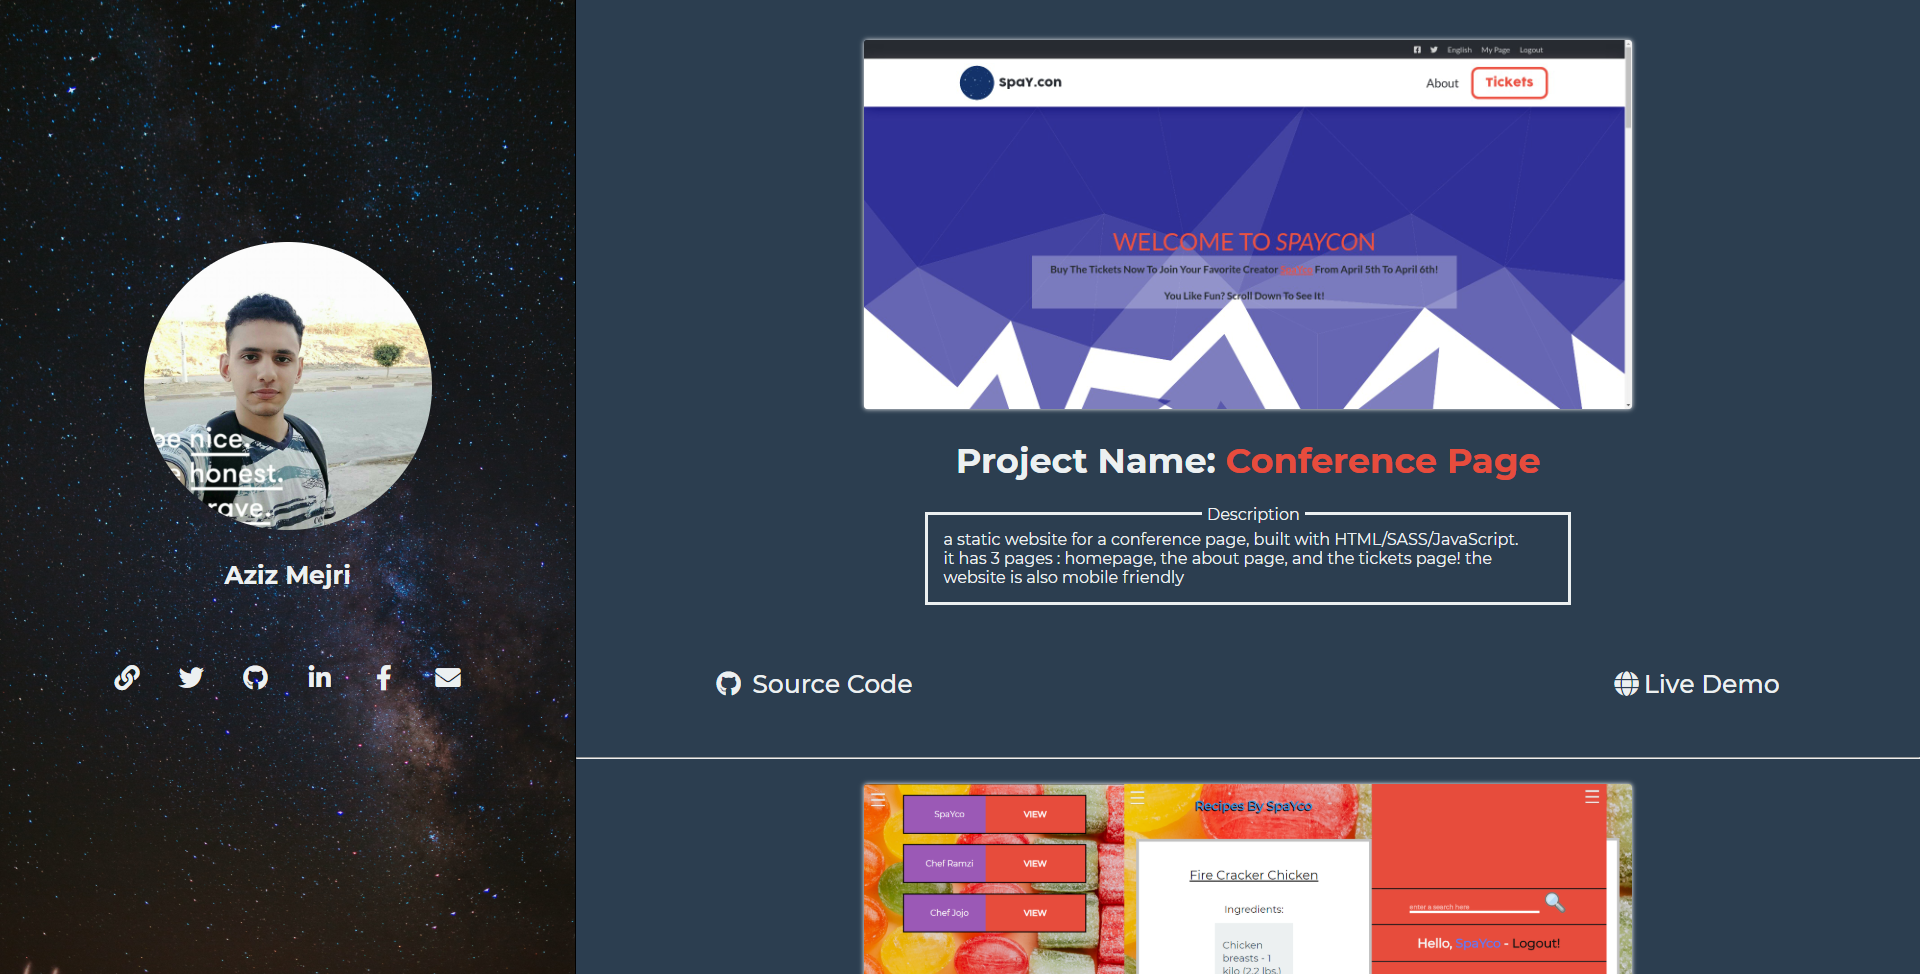 be nice.
honest.
rave.
Aziz Mejri
English My Page Logout
SpaY.con
About Tickets
WELCOME TO SPAYCON
Buy The Tickets Now To Join Your Favorite Creator SpaYco From April 5th To April 6th!
You Like Fun? Scroll Down To See It!
Project Name: Conference Page
Description
a static website for a conference page, built with HTML/SASS/JavaScript.
it has 3 pages : homepage, the about page, and the tickets page! the
website is also mobile friendly
Source Code
Live Demo
SpaYco VIEW
Chef Ramzi VIEW
Chef Jojo VIEW
Recipes By SpaYco
Fire Cracker Chicken
Ingredients:
Chicken
breasts - 1
kilo (2.2 lbs.)
enter a search here
Hello, SpaYco - Logout!